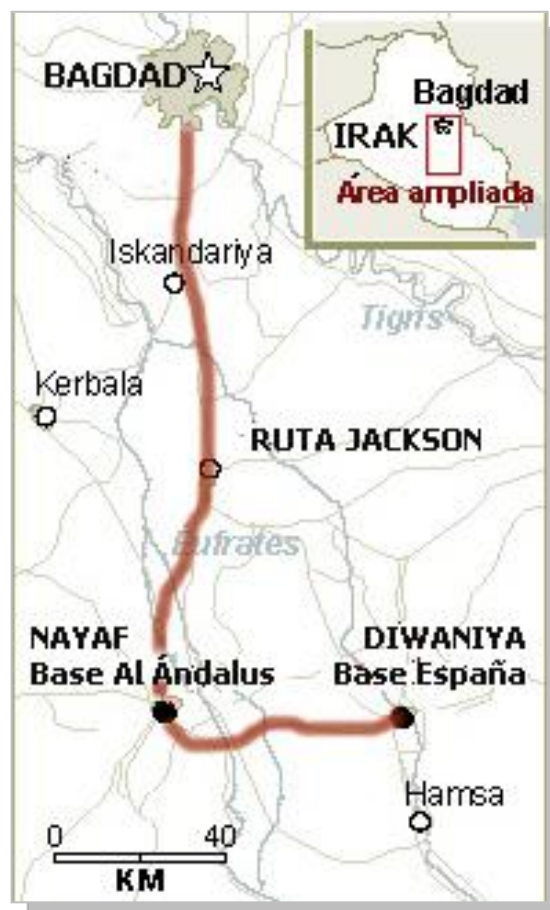 BAGDAD
Bagdad
IRAK
Área ampliada
Iskandariya
Tigris
Kerbala
RUTA JACKSON
Eufrates
NAYAF
Base Al Ándalus
DIWANIYA
Base España
Hamsa
0 40
KM